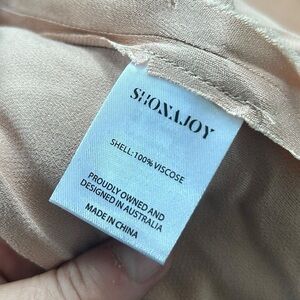 SHONAJOY
SHELL:100% VISCOSE
PROUDLY OWNED AND
DESIGNED IN AUSTRALIA
MADE IN CHINA